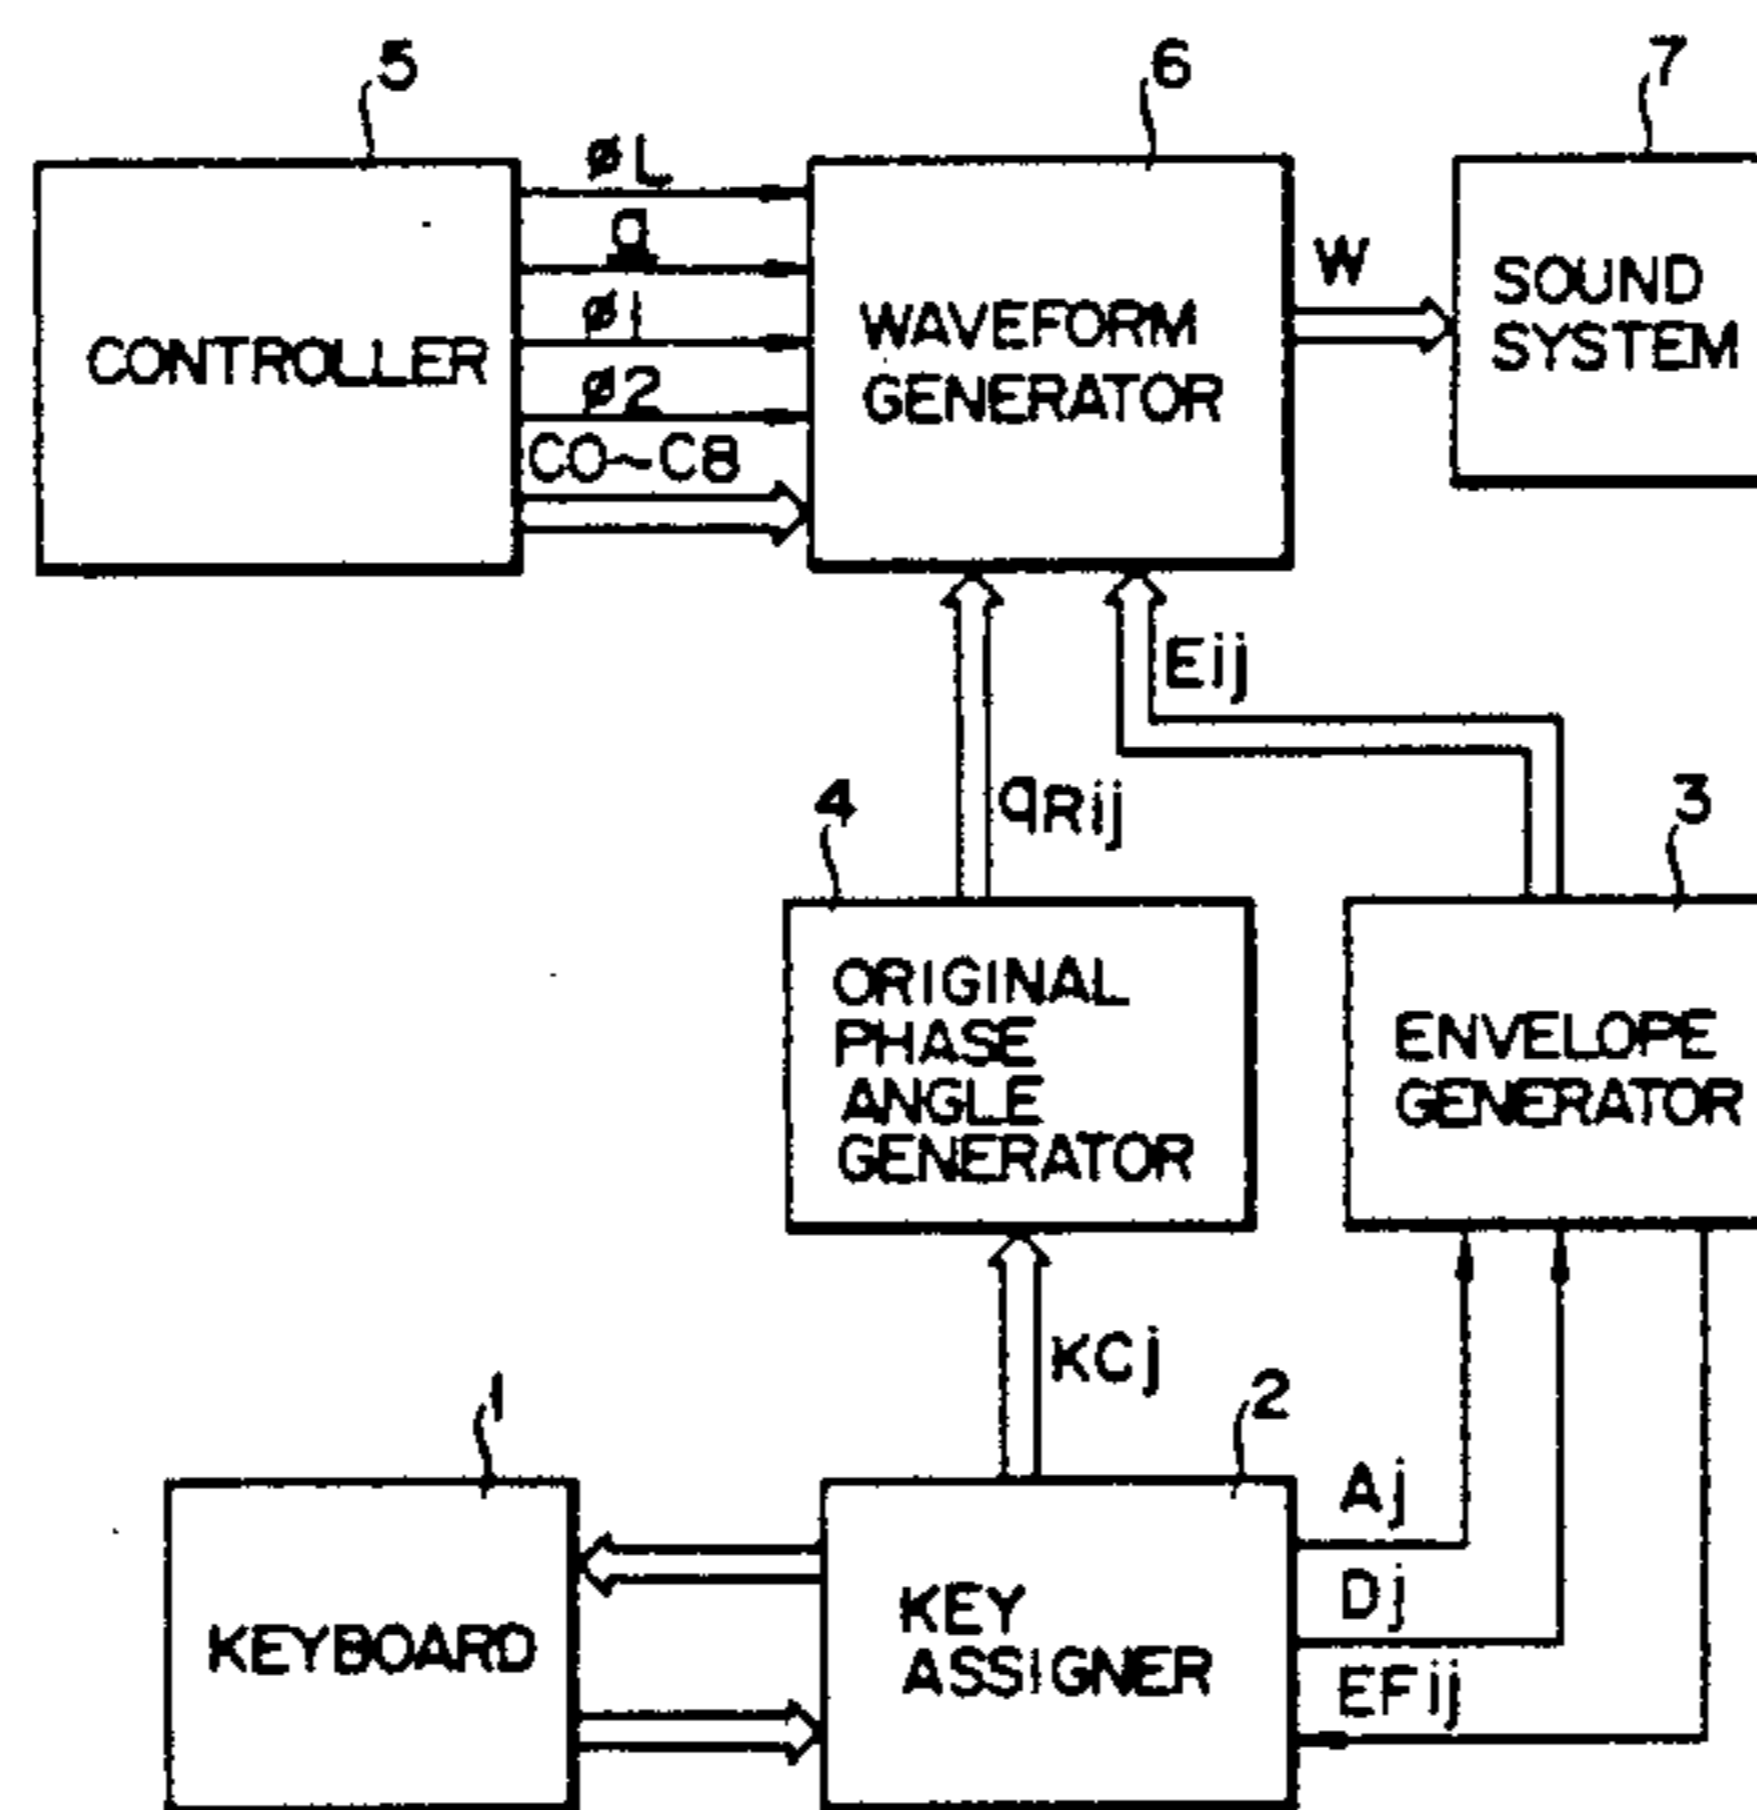 5
6
7
øL
a
ø1
ø2
C0~C8
CONTROLLER
WAVEFORM
GENERATOR
W
SOUND
SYSTEM
Eij
qRij
4
3
ORIGINAL
PHASE
ANGLE
GENERATOR
ENVELOPE
GENERATOR
KCj
1
2
Aj
Dj
EFij
KEYBOARD
KEY
ASSIGNER